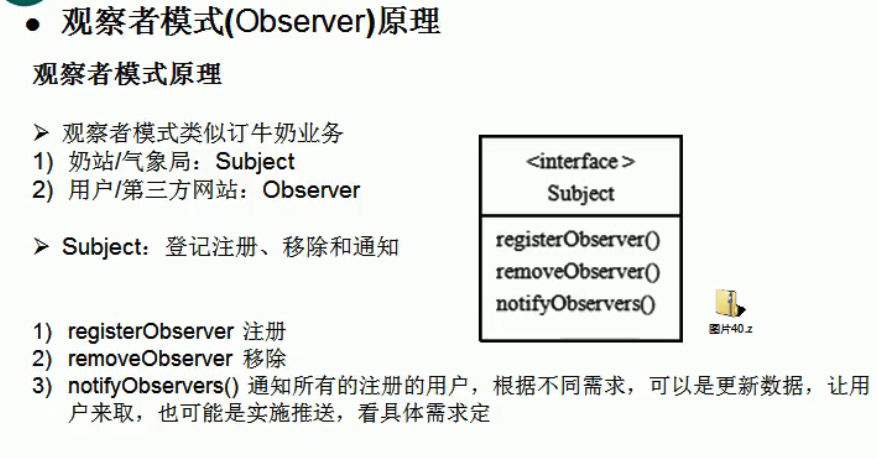 ● 观察者模式(Observer)原理
观察者模式原理
➢ 观察者模式类似订牛奶业务
1) 奶站/气象局：Subject
2) 用户/第三方网站：Observer
➢ Subject：登记注册、移除和通知
1) registerObserver 注册
2) removeObserver 移除
3) notifyObservers() 通知所有的注册的用户，根据不同需求，可以是更新数据，让用
户来取，也可能是实施推送，看具体需求定
<interface >
Subject
registerObserver()
removeObserver()
notifyObservers()
图片40.z